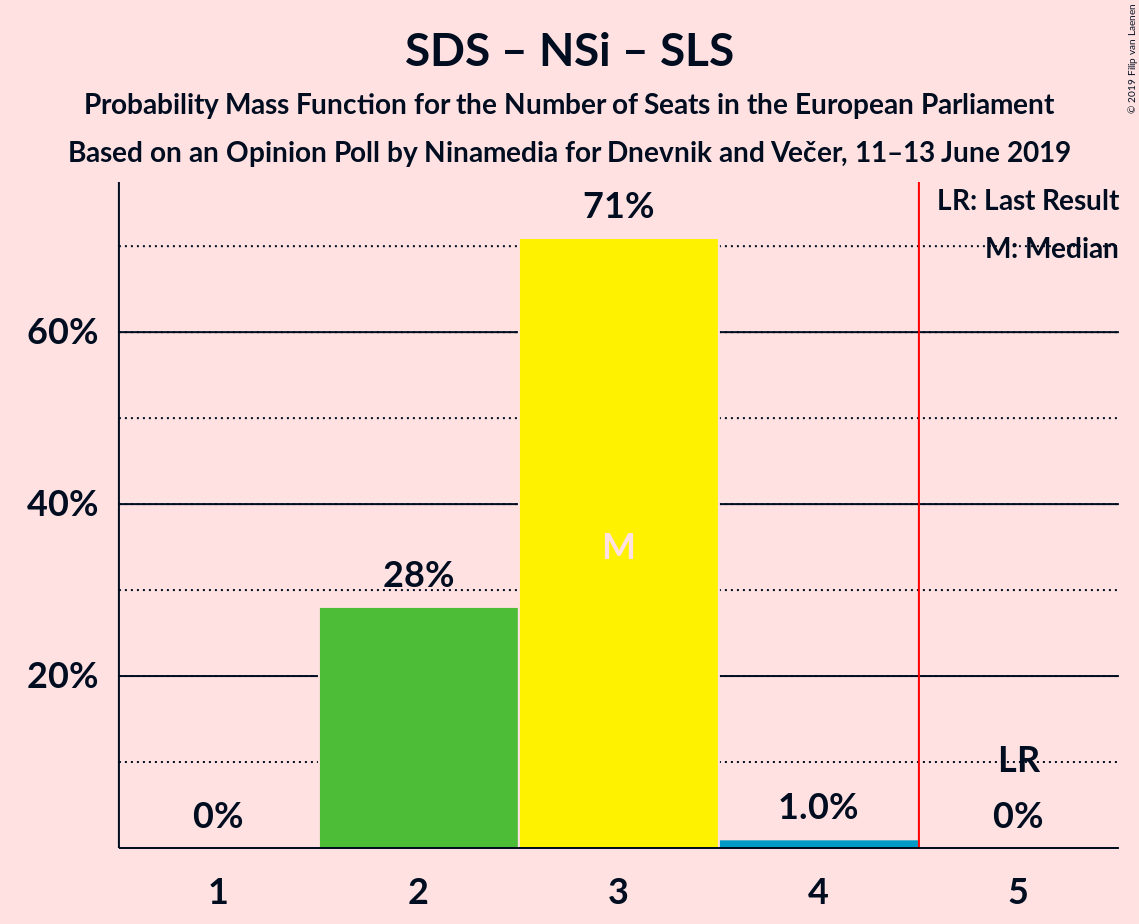 SDS – NSi – SLS
Probability Mass Function for the Number of Seats in the European Parliament
Based on an Opinion Poll by Ninamedia for Dnevnik and Večer, 11–13 June 2019
© 2019 Filip van Laenen
LR: Last Result
M: Median
71%
60%
M
40%
28%
20%
LR
0%
1.0%
0%
1 2 3 4 5